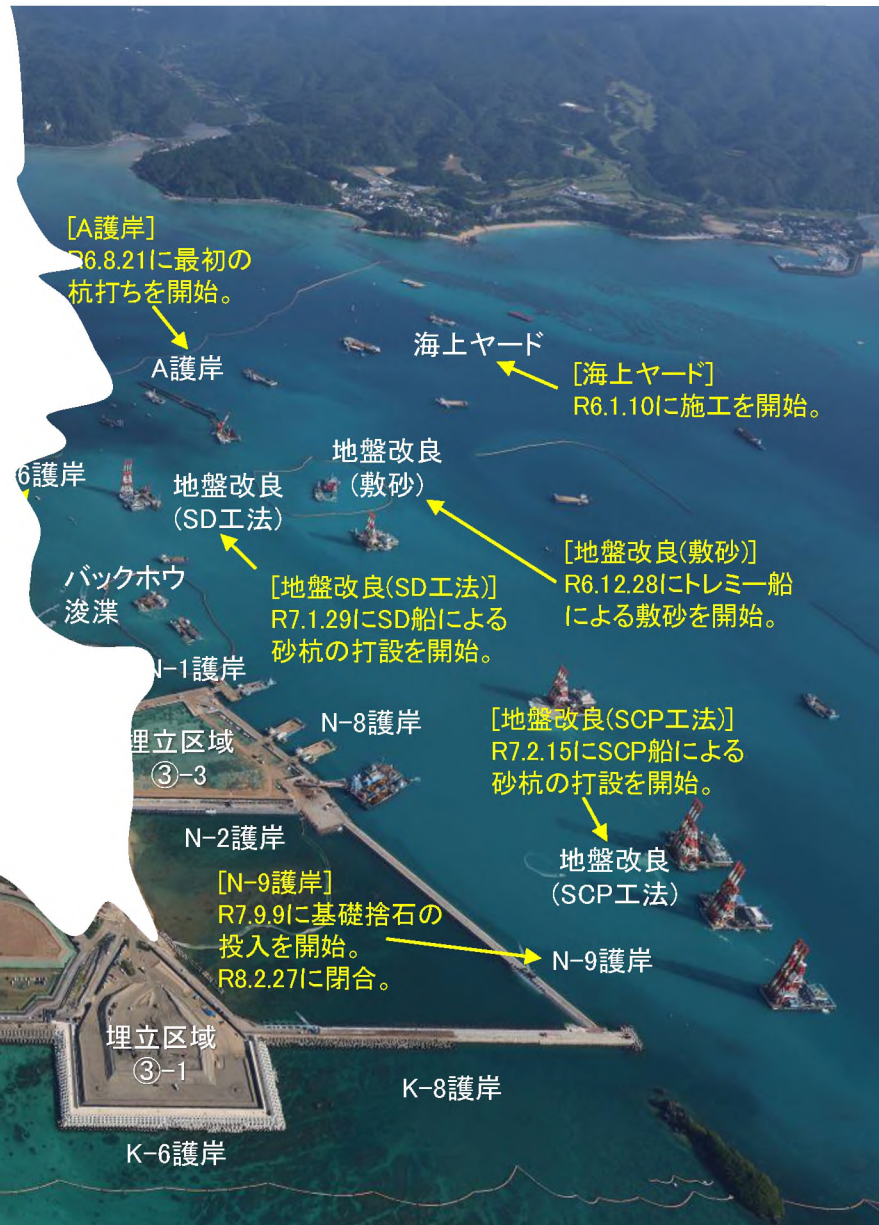 [A護岸]
R6.8.21に最初の
杭打ちを開始。
A護岸
海上ヤード
[海上ヤード]
R6.1.10に施工を開始。
6護岸
地盤改良
(SD工法)
地盤改良
(敷砂)
[地盤改良(敷砂)]
R6.12.28にトレミー船
による敷砂を開始。
バックホウ
浚渫
[地盤改良(SD工法)]
R7.1.29にSD船による
砂杭の打設を開始。
N-1護岸
N-8護岸
[地盤改良(SCP工法)]
R7.2.15にSCP船による
砂杭の打設を開始。
埋立区域
③-3
N-2護岸
地盤改良
(SCP工法)
[N-9護岸]
R7.9.9に基礎捨石の
投入を開始。
R8.2.27に閉合。
N-9護岸
埋立区域
③-1
K-8護岸
K-6護岸